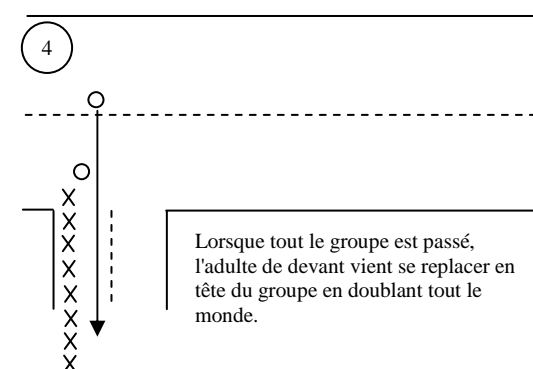 4
Lorsque tout le groupe est passé,
l'adulte de devant vient se replacer en
tête du groupe en doublant tout le
monde.